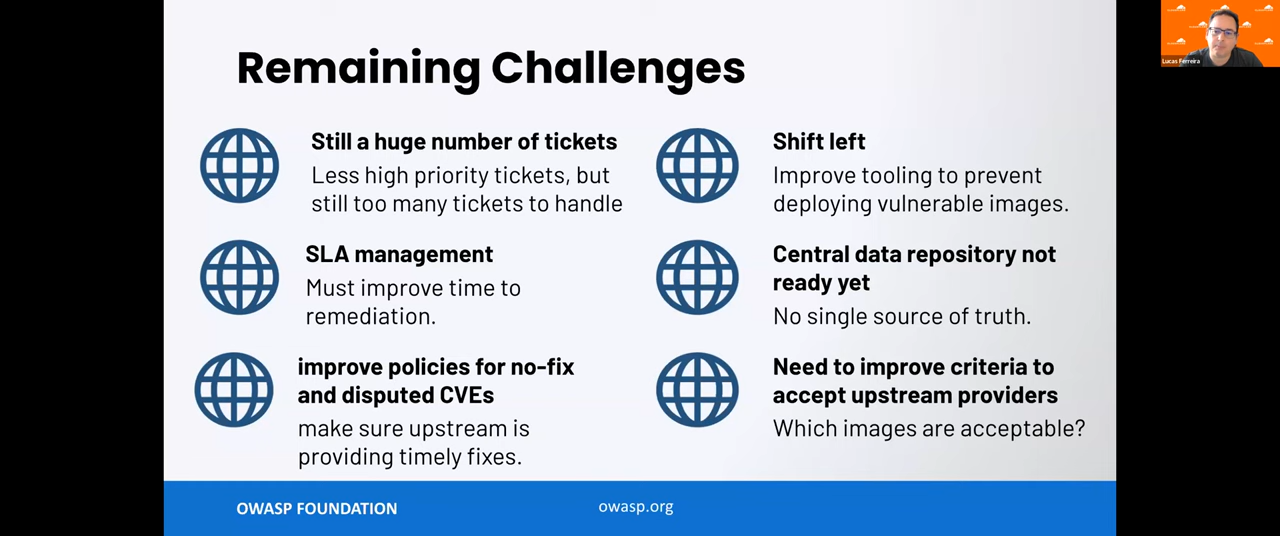 Remaining Challenges
Still a huge number of tickets
Less high priority tickets, but
still too many tickets to handle
SLA management
Must improve time to
remediation.
improve policies for no-fix
and disputed CVEs
make sure upstream is
providing timely fixes.
Shift left
Improve tooling to prevent
deploying vulnerable images.
Central data repository not
ready yet
No single source of truth.
Need to improve criteria to
accept upstream providers
Which images are acceptable?
OWASP FOUNDATION
owasp.org
Lucas Ferreira